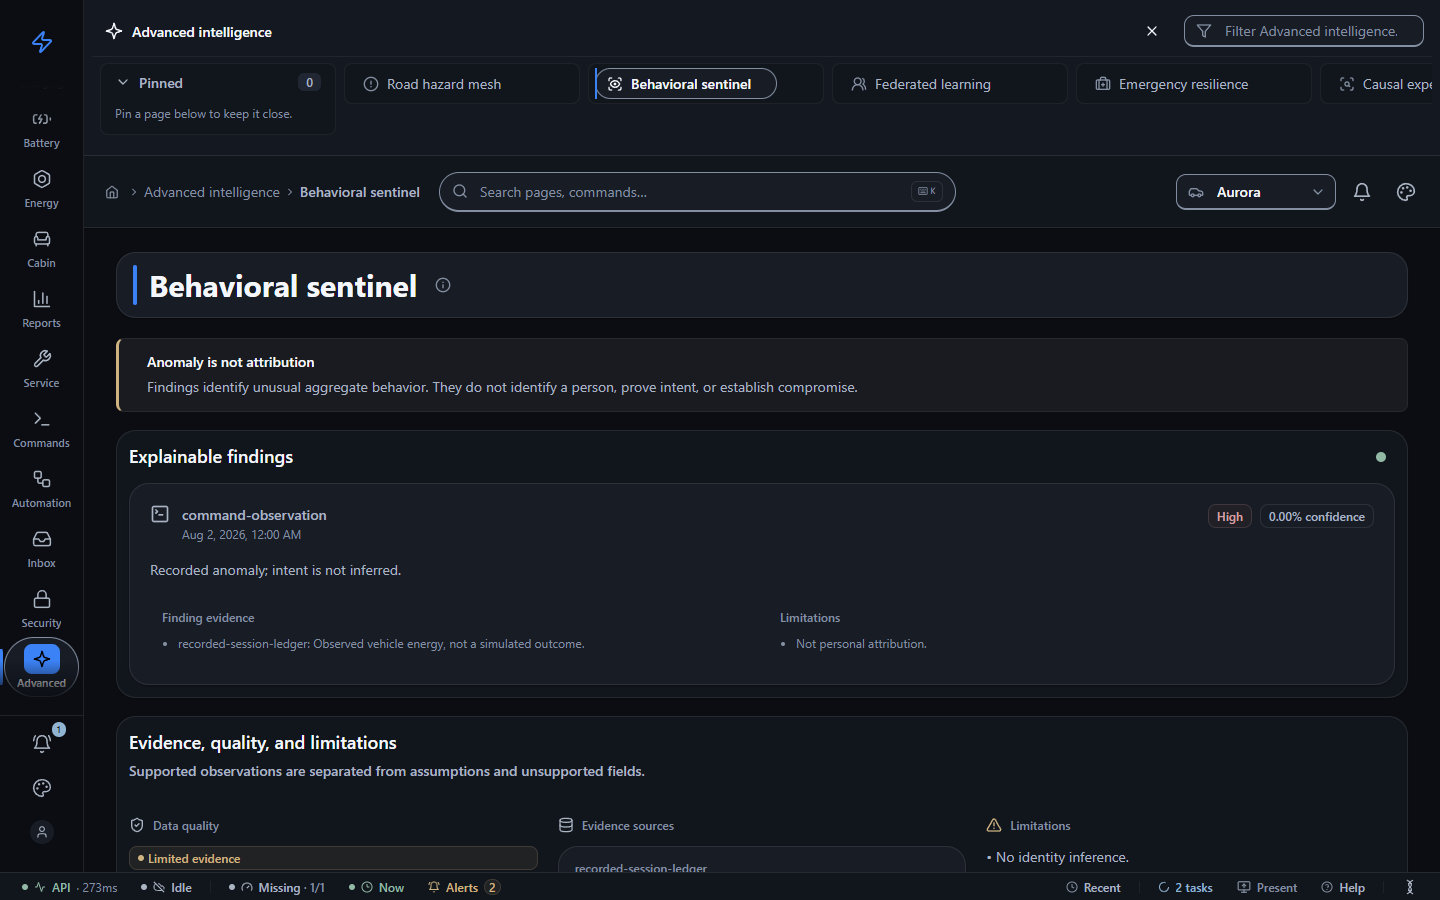 Advanced intelligence
Filter Advanced intelligence.
Pinned
0
Pin a page below to keep it close.
Road hazard mesh
Behavioral sentinel
Federated learning
Emergency resilience
Causal expe
Battery
Energy
Cabin
Reports
Service
Commands
Automation
Inbox
Security
Advanced
1
Advanced intelligence
Behavioral sentinel
Search pages, commands...
K
Aurora
Behavioral sentinel
Anomaly is not attribution
Findings identify unusual aggregate behavior. They do not identify a person, prove intent, or establish compromise.
Explainable findings
command-observation
Aug 2, 2026, 12:00 AM
High
0.00% confidence
Recorded anomaly; intent is not inferred.
Finding evidence
• recorded-session-ledger: Observed vehicle energy, not a simulated outcome.
Limitations
• Not personal attribution.
Evidence, quality, and limitations
Supported observations are separated from assumptions and unsupported fields.
Data quality
Limited evidence
Evidence sources
recorded-session-ledger
Limitations
• No identity inference.
API · 273ms
Idle
Missing · 1/1
Now
Alerts 2
Recent
2 tasks
Present
Help